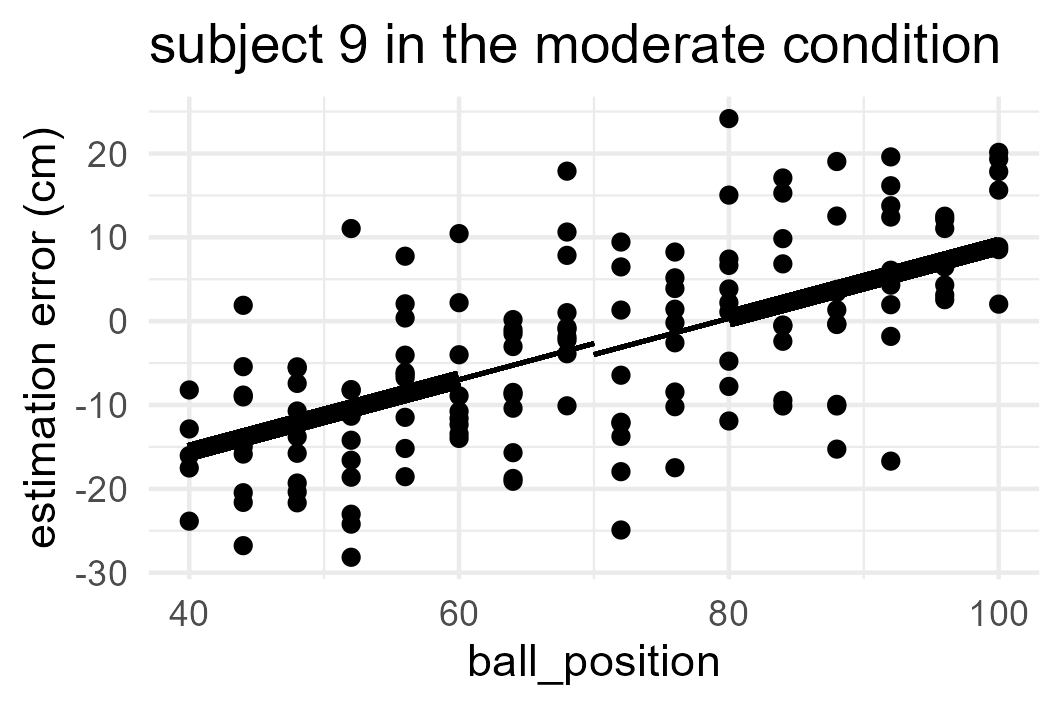 subject 9 in the moderate condition
estimation error (cm)
20
10
0
-10
-20
-30
40 60 80 100
ball_position